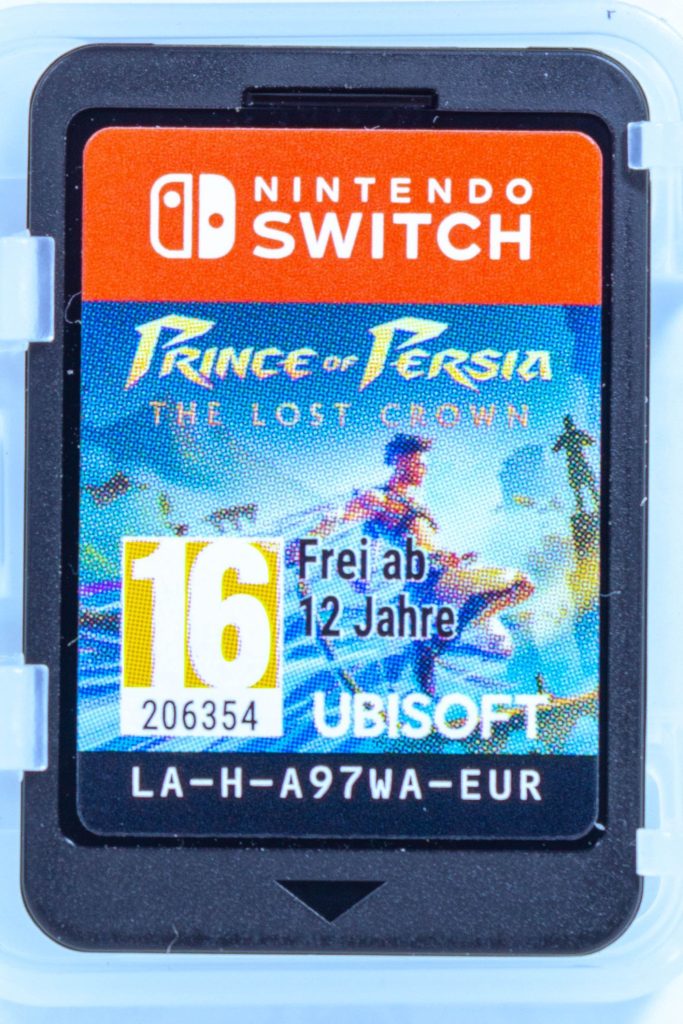 NINTENDO
SWITCH
PRINCE OF PERSIA
THE LOST CROWN
16
206354
Frei ab
12 Jahre
UBISOFT
LA-H-A97WA-EUR